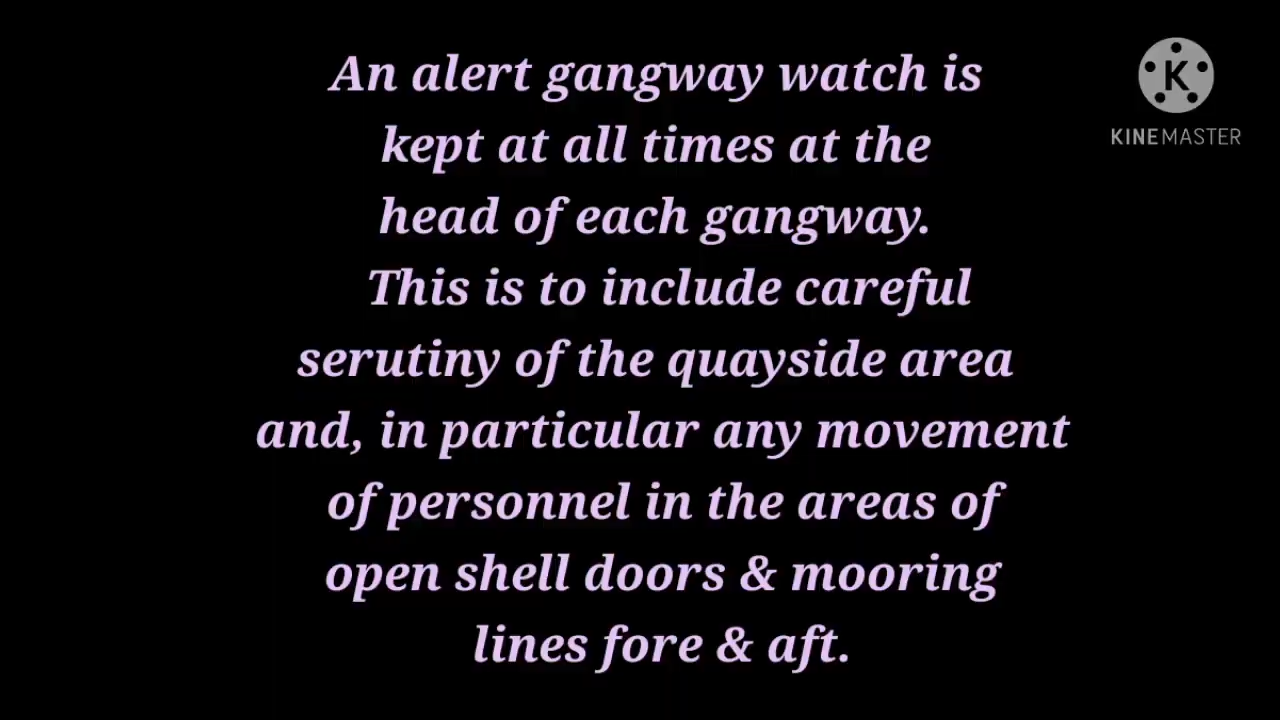 An alert gangway watch is
kept at all times at the
head of each gangway.
This is to include careful
serutiny of the quayside area
and, in particular any movement
of personnel in the areas of
open shell doors & mooring
lines fore & aft.
K
KINEMASTER